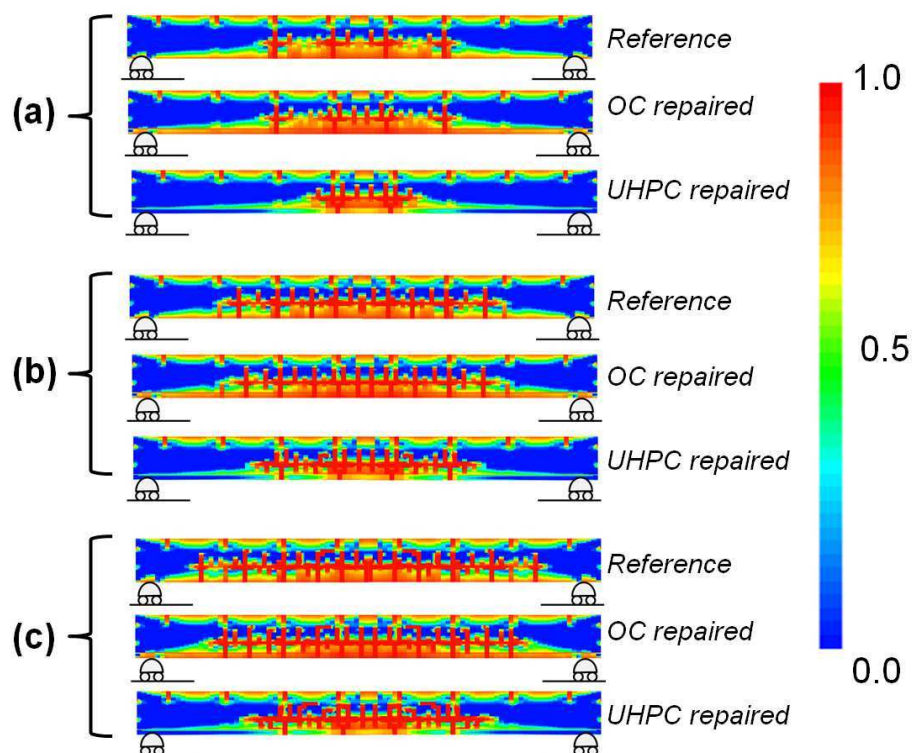 (a)
Reference
OC repaired
UHPC repaired
(b)
Reference
OC repaired
UHPC repaired
(c)
Reference
OC repaired
UHPC repaired
1.0
0.5
0.0